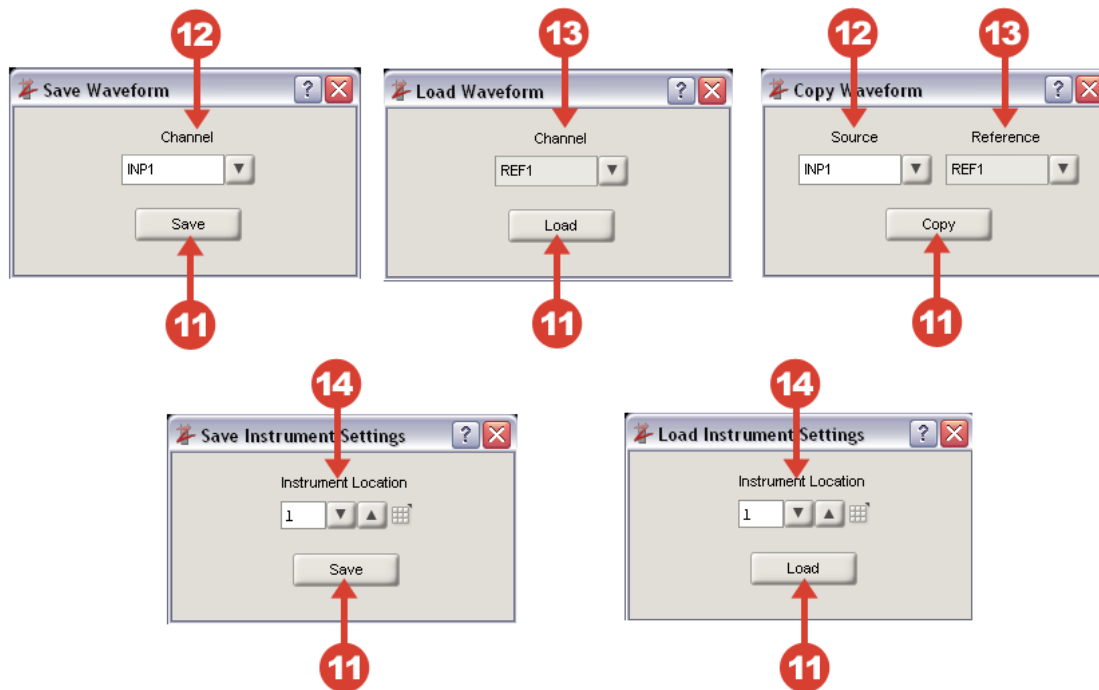 12
13
12
13
Save Waveform ?
Load Waveform ?
Copy Waveform ?
Channel
INP1
Save
Channel
REF1
Load
Source
Reference
INP1
REF1
Copy
11
11
11
14
14
Save Instrument Settings ?
Load Instrument Settings ?
Instrument Location
1
Save
Instrument Location
1
Load
11
11